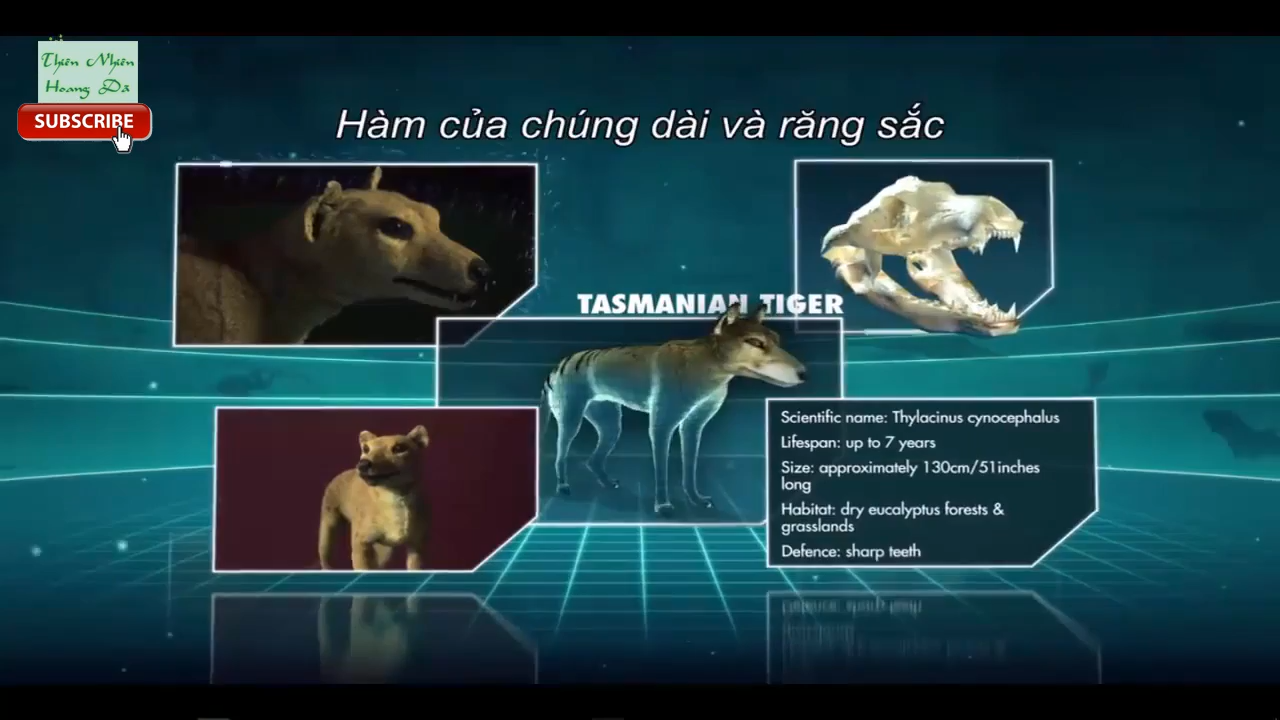 Thiên Nhiên
Hoang Dã
SUBSCRIBE
Hàm của chúng dài và răng sắc
TASMANIAN TIGER
Scientific name: Thylacinus cynocephalus
Lifespan: up to 7 years
Size: approximately 130cm/51inches
long
Habitat: dry eucalyptus forests &
grasslands
Defence: sharp teeth